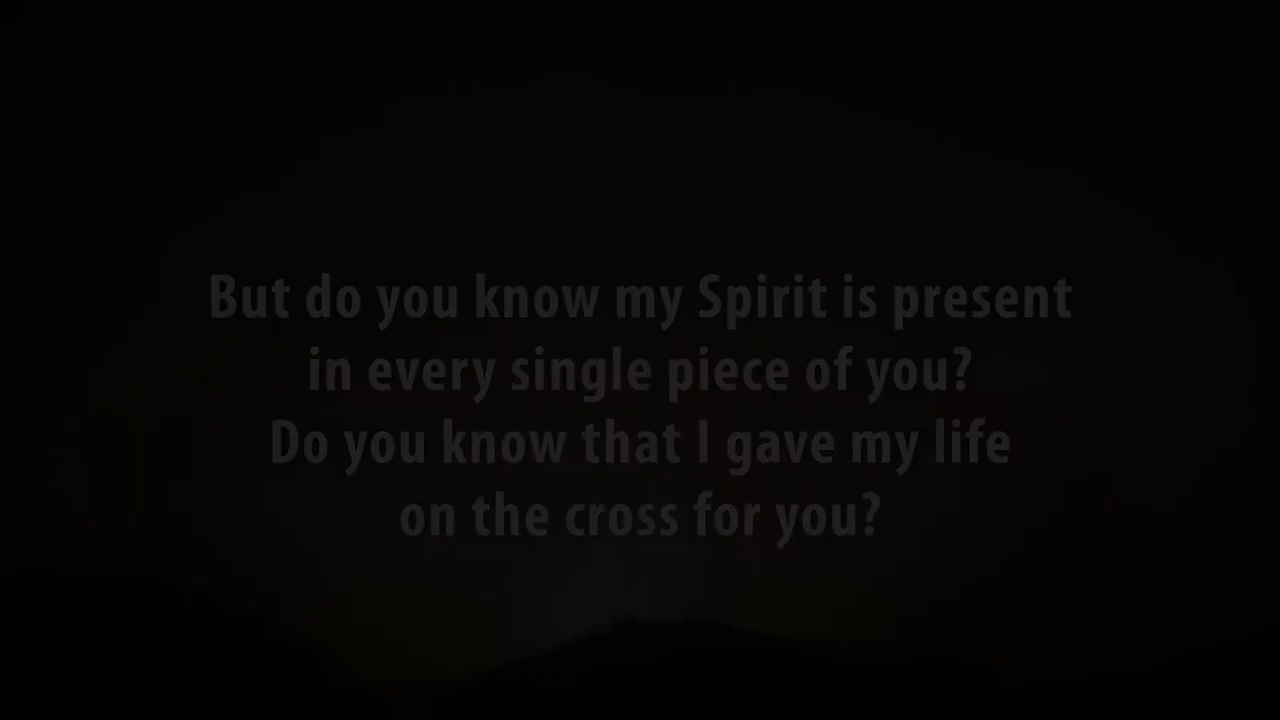 But do you know my Spirit is present
in every single piece of you?
Do you know that I gave my life
on the cross for you?